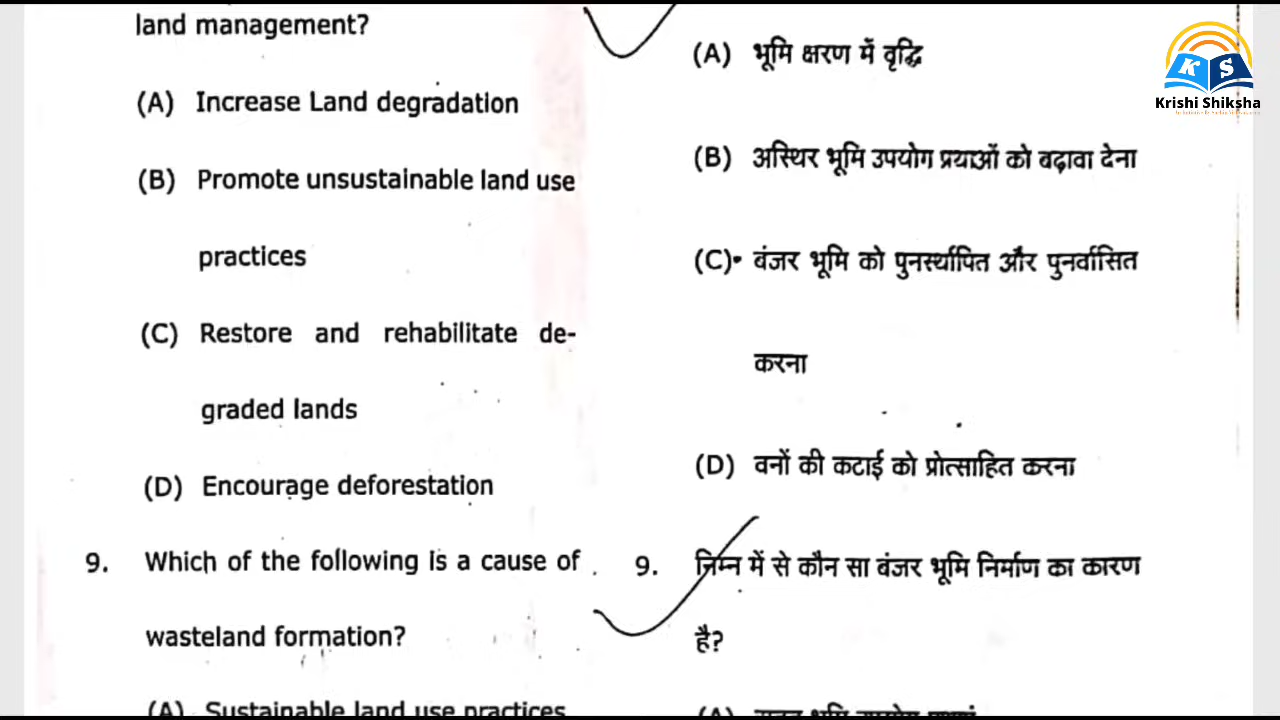 land management?
(A) Increase Land degradation
(B) Promote unsustainable land use
practices
(C) Restore and rehabilitate de-
graded lands
(D) Encourage deforestation
9. Which of the following is a cause of
wasteland formation?
(A) Sustainable land use practices
(A) भूमि क्षरण में वृद्धि
(B) अस्थिर भूमि उपयोग प्रथाओं को बढ़ावा देना
(C) बंजर भूमि को पुनर्स्थापित और पुनर्वासित
करना
(D) वनों की कटाई को प्रोत्साहित करना
9. निम्न में से कौन सा बंजर भूमि निर्माण का कारण
है?
(A) भूमि उपयोग
K S
Krishi Shiksha